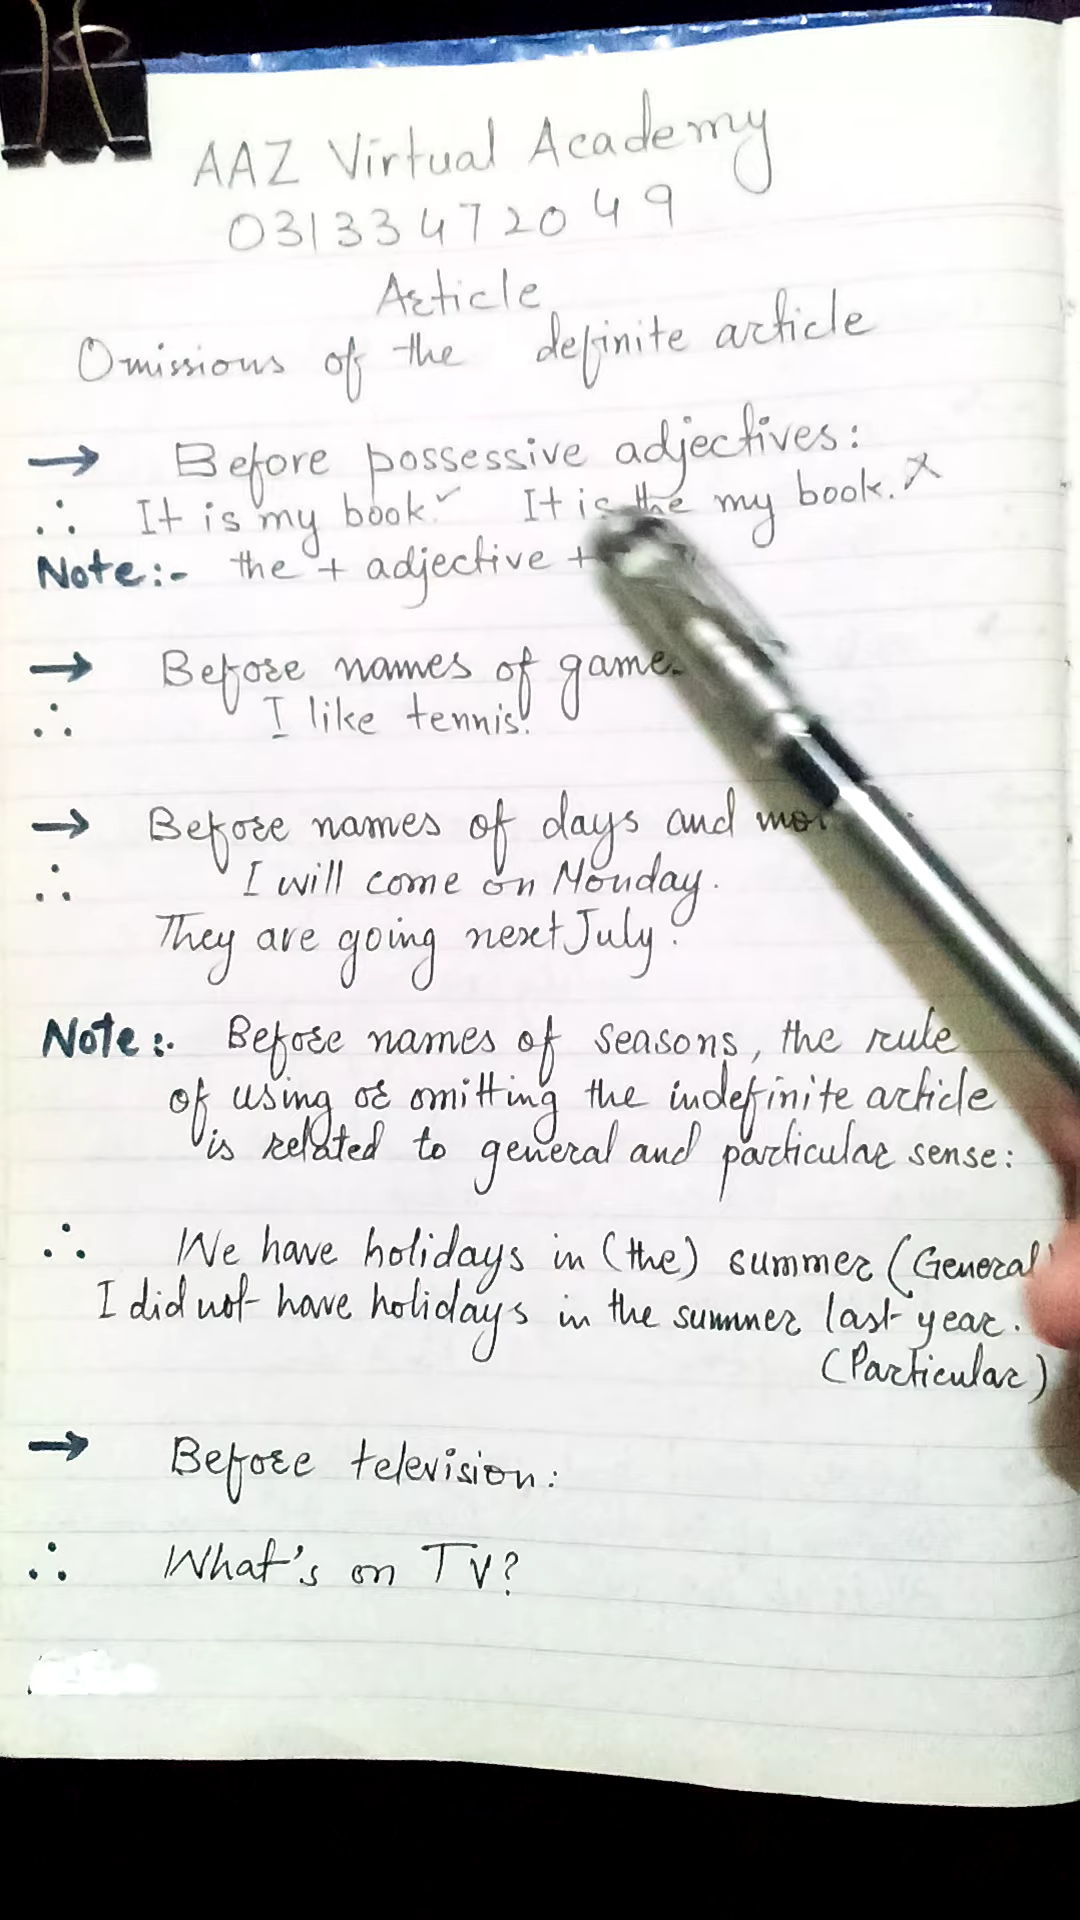 AAZ Virtual Academy
03133472049
Article
Omissions of the definite article
→ Before possessive adjectives:
∴ It is my book.✓ It is the my book.✗
Note:- the + adjective +
→ Before names of game
∴ I like tennis.
→ Before names of days and
∴ I will come on Monday.
They are going next July.
Note:. Before names of seasons, the rule
of using or omitting the indefinite article
is related to general and particular sense:
∴ We have holidays in (the) summer (General)
I did not have holidays in the summer last year.
(Particular)
→ Before television:
∴ What's on TV?